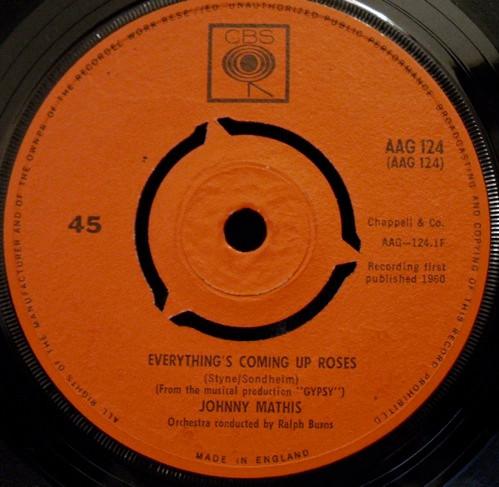 ALL RIGHTS OF THE MANUFACTURER AND OF THE OWNER OF THE RECORDED WORK RESERVED. UNAUTHORIZED PUBLIC PERFORMANCE, BROADCASTING AND COPYING OF THIS RECORD PROHIBITED
CBS
AAG 124
(AAG 124)
45
Chappell & Co.
AAG—124.1F
Recording first
published 1960
EVERYTHING'S COMING UP ROSES
(Styne/Sondheim)
(From the musical production "GYPSY")
JOHNNY MATHIS
Orchestra conducted by Ralph Burns
MADE IN ENGLAND